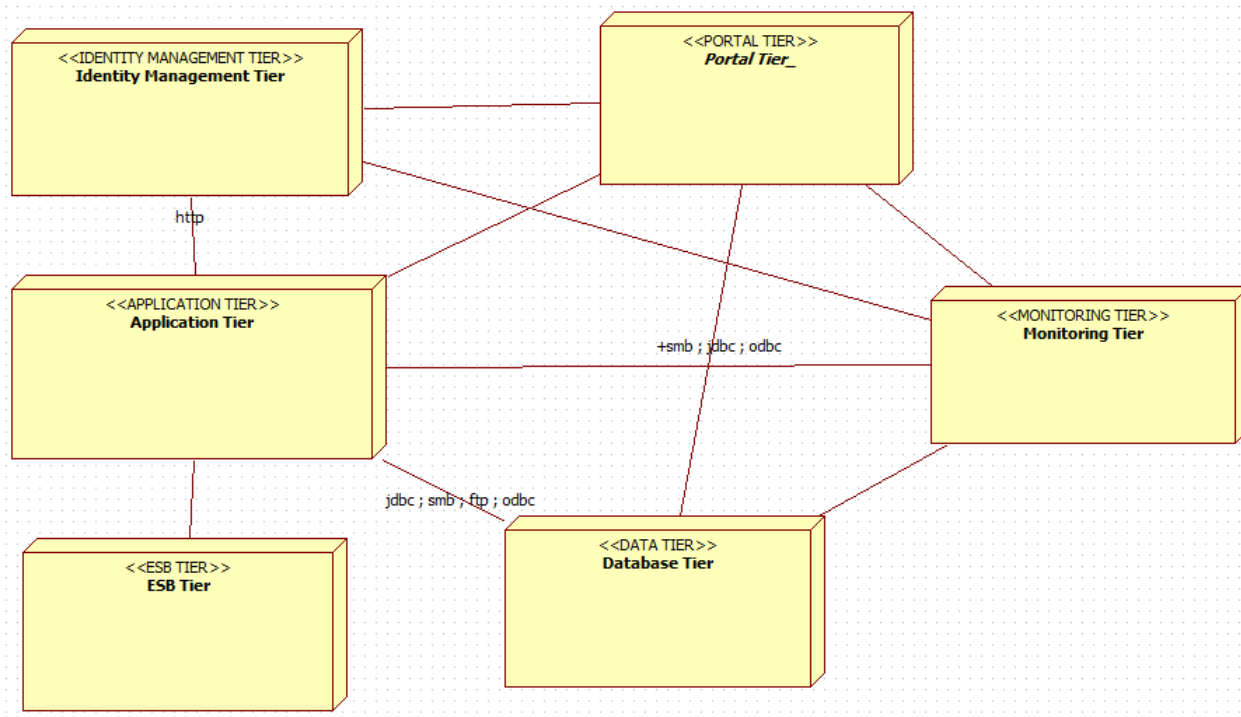 <<IDENTITY MANAGEMENT TIER>>
Identity Management Tier
<<PORTAL TIER>>
Portal Tier_
http
<<APPLICATION TIER>>
Application Tier
<<MONITORING TIER>>
Monitoring Tier
+smb ; jdbc ; odbc
jdbc ; smb ; ftp ; odbc
<<ESB TIER>>
ESB Tier
<<DATA TIER>>
Database Tier